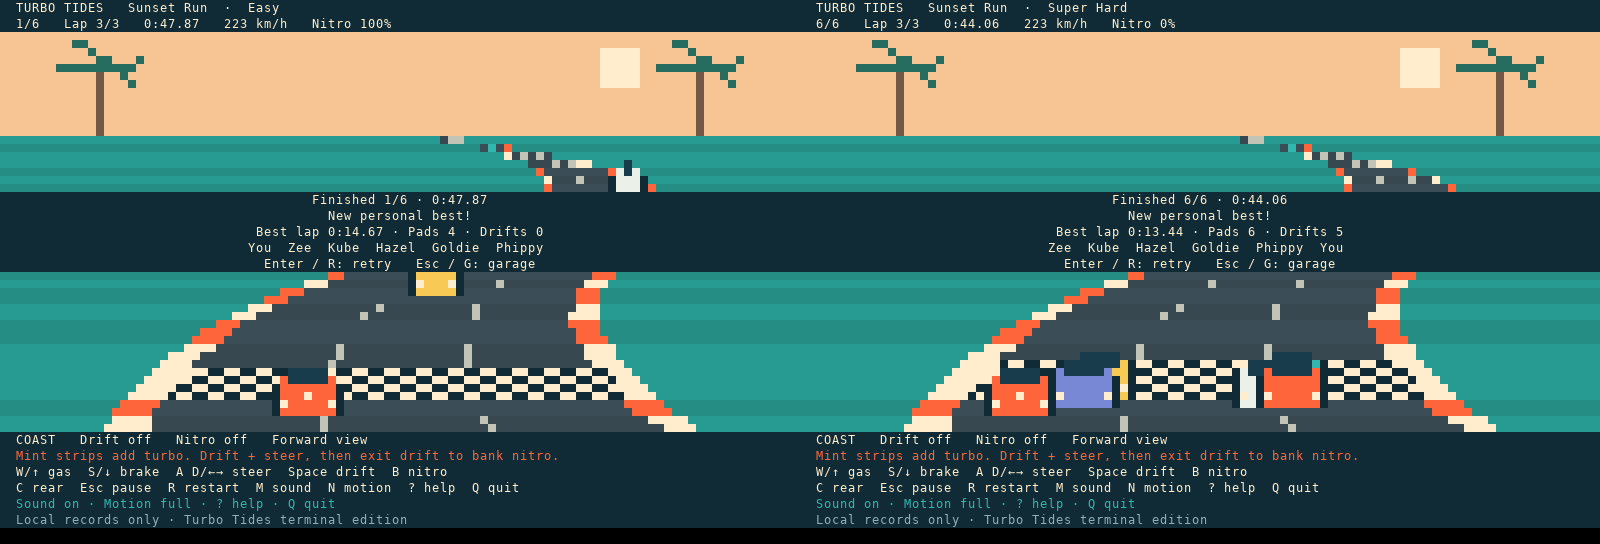 TURBO TIDES   Sunset Run  ·  Easy
1/6   Lap 3/3   0:47.87   223 km/h   Nitro 100%
Finished 1/6 · 0:47.87
New personal best!
Best lap 0:14.67 · Pads 4 · Drifts 0
You  Zee  Kube  Hazel  Goldie  Phippy
Enter / R: retry   Esc / G: garage
COAST   Drift off   Nitro off   Forward view
Mint strips add turbo. Drift + steer, then exit drift to bank nitro.
W/↑ gas  S/↓ brake  A D/←→ steer  Space drift  B nitro
C rear  Esc pause  R restart  M sound  N motion  ? help  Q quit
Sound on · Motion full · ? help · Q quit
Local records only · Turbo Tides terminal edition
TURBO TIDES   Sunset Run  ·  Super Hard
6/6   Lap 3/3   0:44.06   223 km/h   Nitro 0%
Finished 6/6 · 0:44.06
New personal best!
Best lap 0:13.44 · Pads 6 · Drifts 5
Zee  Kube  Hazel  Goldie  Phippy  You
Enter / R: retry   Esc / G: garage
COAST   Drift off   Nitro off   Forward view
Mint strips add turbo. Drift + steer, then exit drift to bank nitro.
W/↑ gas  S/↓ brake  A D/←→ steer  Space drift  B nitro
C rear  Esc pause  R restart  M sound  N motion  ? help  Q quit
Sound on · Motion full · ? help · Q quit
Local records only · Turbo Tides terminal edition